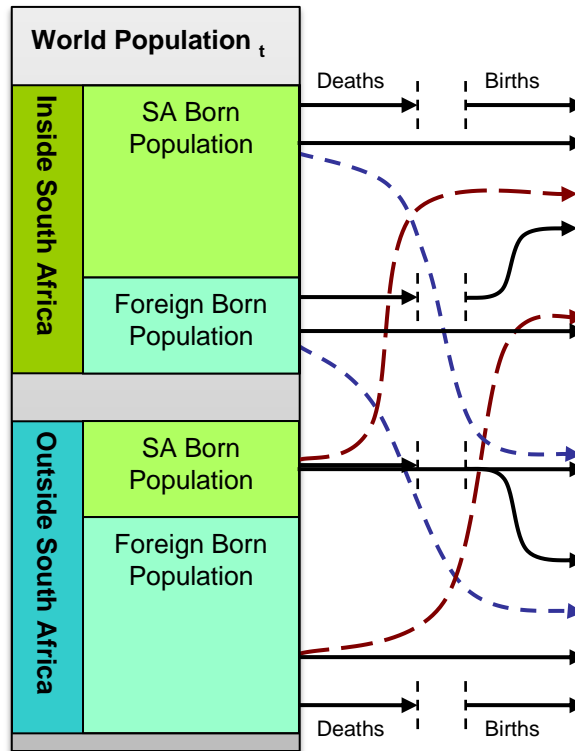 World Population t
Deaths
Births
Inside South Africa
SA Born
Population
Foreign Born
Population
Outside South Africa
SA Born
Population
Foreign Born
Population
Deaths
Births